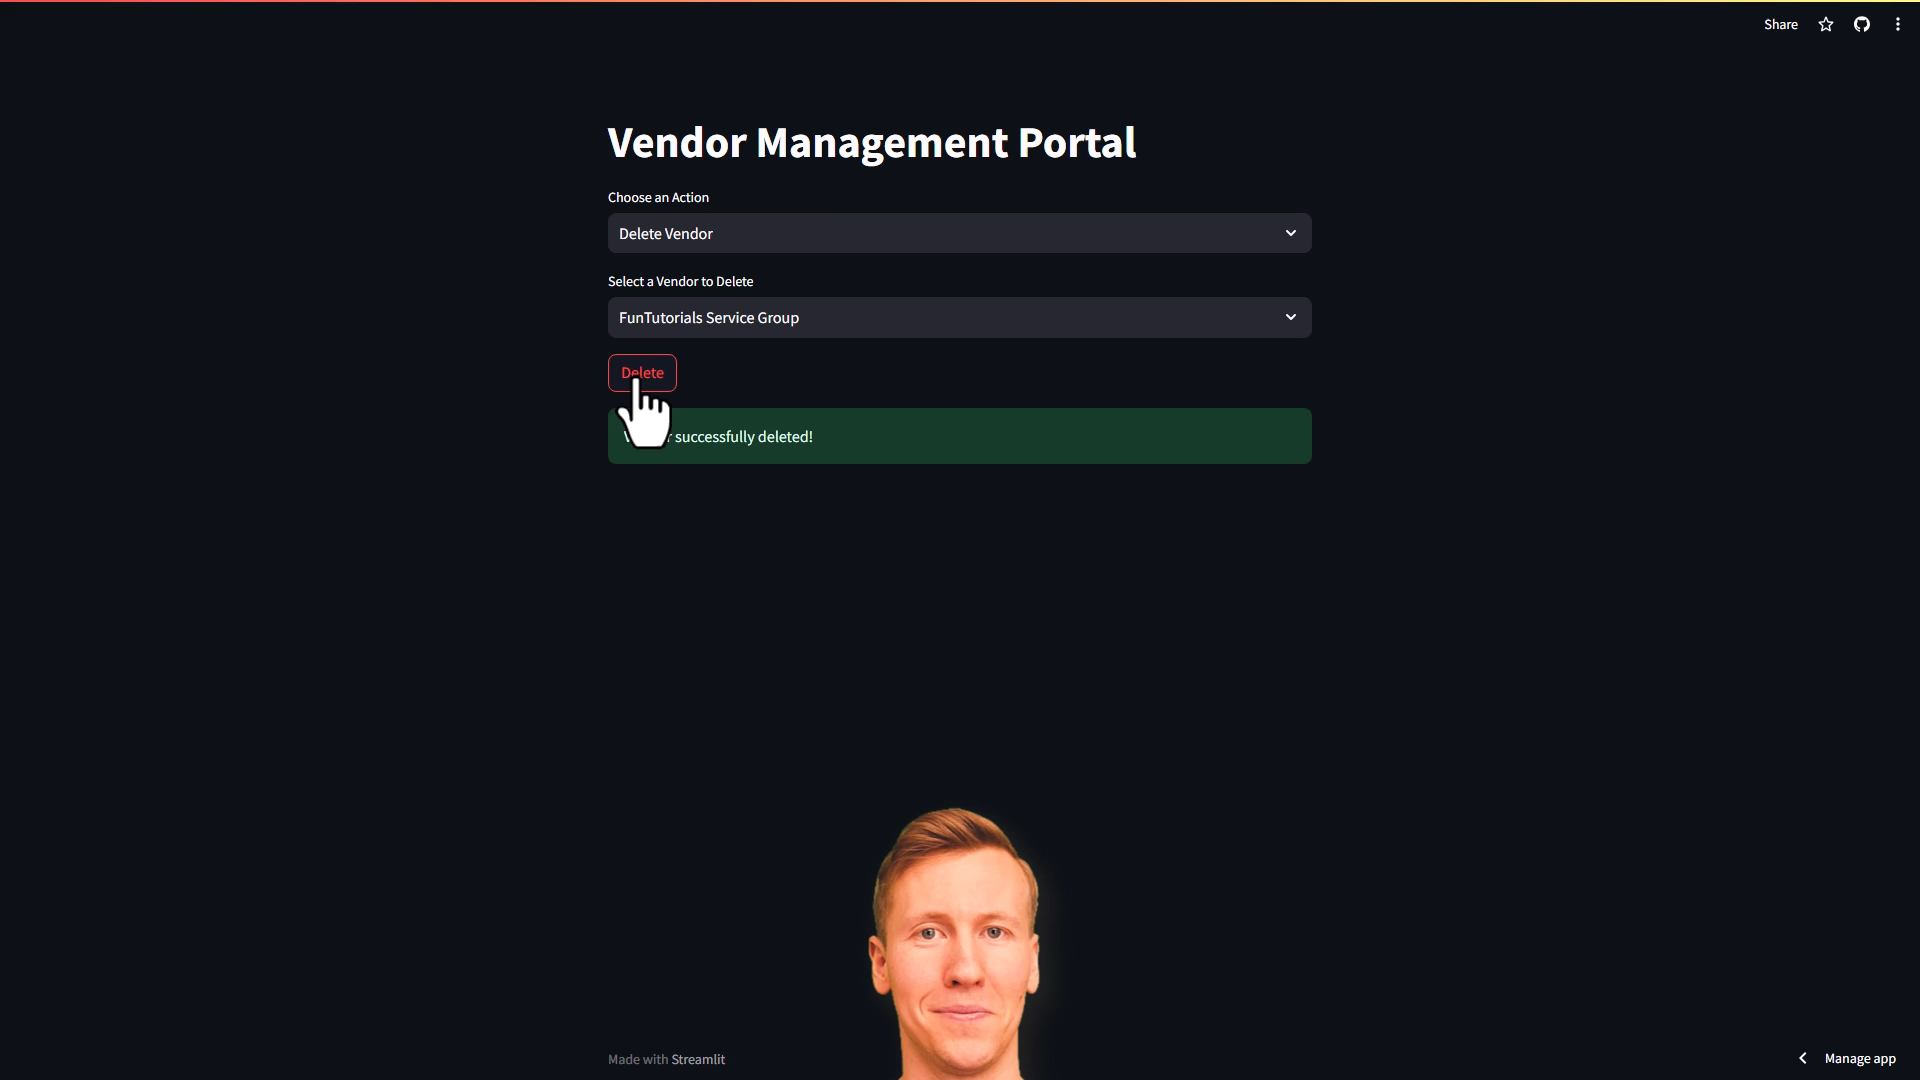 Share
Vendor Management Portal
Choose an Action
Delete Vendor
Select a Vendor to Delete
FunTutorials Service Group
Delete
successfully deleted!
Made with Streamlit
Manage app